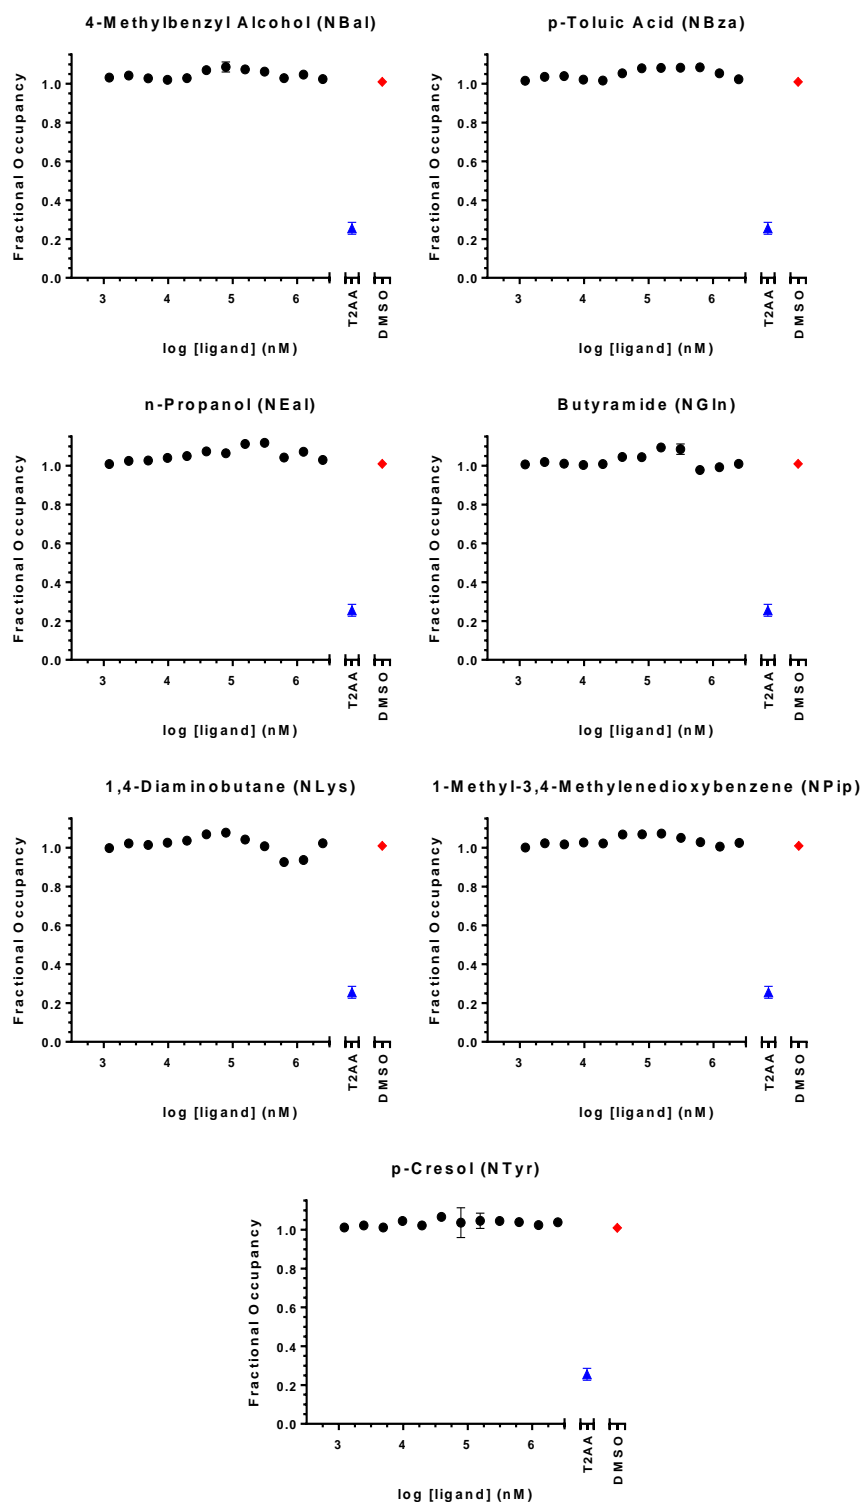 4-Methylbenzyl Alcohol (NBal)
Fractional Occupancy
1.0
0.8
0.6
0.4
0.2
0.0
3 4 5 6
T2AA
DMSO
log [ligand] (nM)
p-Toluic Acid (NBza)
Fractional Occupancy
1.0
0.8
0.6
0.4
0.2
0.0
3 4 5 6
T2AA
DMSO
log [ligand] (nM)
n-Propanol (NEal)
Fractional Occupancy
1.0
0.8
0.6
0.4
0.2
0.0
3 4 5 6
T2AA
DMSO
log [ligand] (nM)
Butyramide (NGln)
Fractional Occupancy
1.0
0.8
0.6
0.4
0.2
0.0
3 4 5 6
T2AA
DMSO
log [ligand] (nM)
1,4-Diaminobutane (NLys)
Fractional Occupancy
1.0
0.8
0.6
0.4
0.2
0.0
3 4 5 6
T2AA
DMSO
log [ligand] (nM)
1-Methyl-3,4-Methylenedioxybenzene (NPip)
Fractional Occupancy
1.0
0.8
0.6
0.4
0.2
0.0
3 4 5 6
T2AA
DMSO
log [ligand] (nM)
p-Cresol (NTyr)
Fractional Occupancy
1.0
0.8
0.6
0.4
0.2
0.0
3 4 5 6
T2AA
DMSO
log [ligand] (nM)